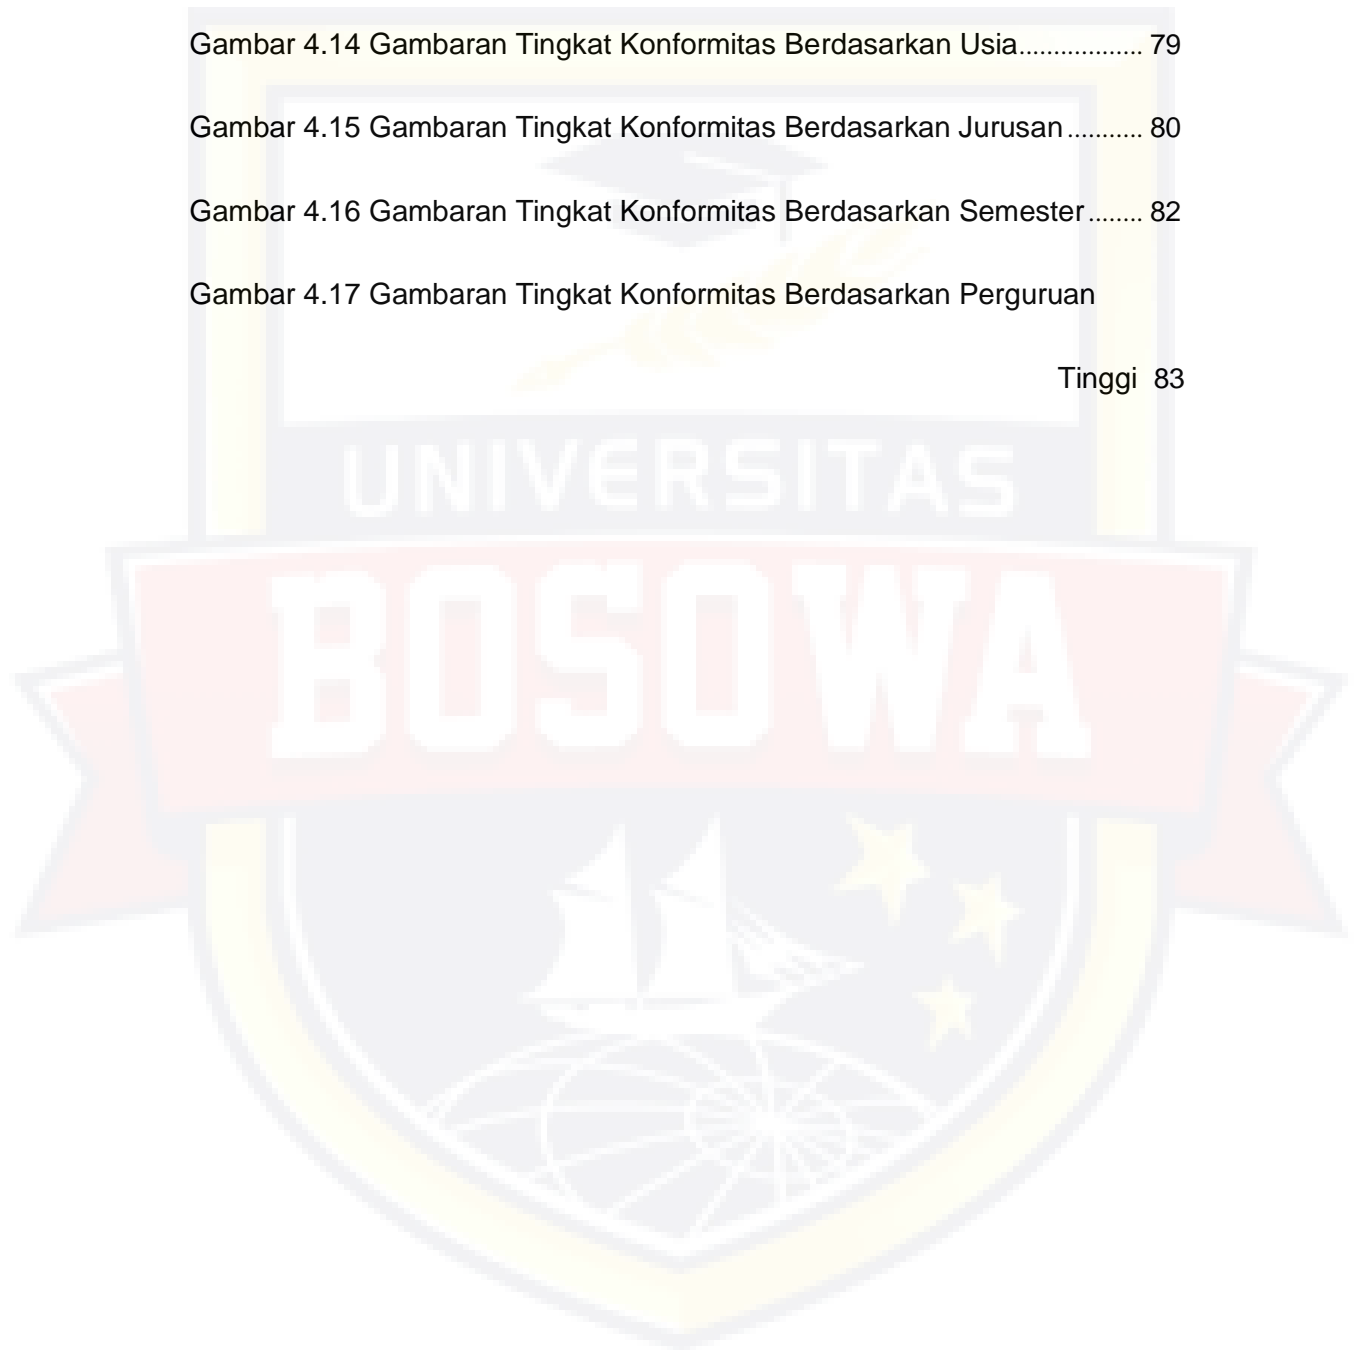 Gambar 4.14 Gambaran Tingkat Konformitas Berdasarkan Usia.................. 79
Gambar 4.15 Gambaran Tingkat Konformitas Berdasarkan Jurusan ........... 80
Gambar 4.16 Gambaran Tingkat Konformitas Berdasarkan Semester ........ 82
Gambar 4.17 Gambaran Tingkat Konformitas Berdasarkan Perguruan
Tinggi 83
UNIVERSITAS
BOSOWA